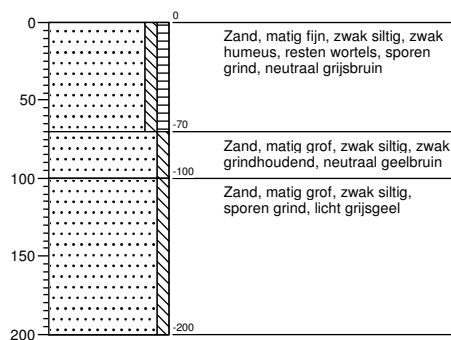 0
50
100
150
200
0
-70
-100
-200
Zand, matig fijn, zwak siltig, zwak
humeus, resten wortels, sporen
grind, neutraal grijsbruin
Zand, matig grof, zwak siltig, zwak
grindhoudend, neutraal geelbruin
Zand, matig grof, zwak siltig,
sporen grind, licht grijsgeel